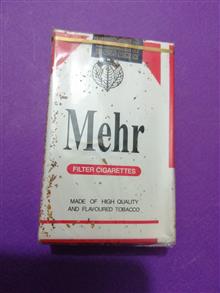 Mehr
FILTER CIGARETTES
MADE OF HIGH QUALITY
AND FLAVOURED TOBACCO